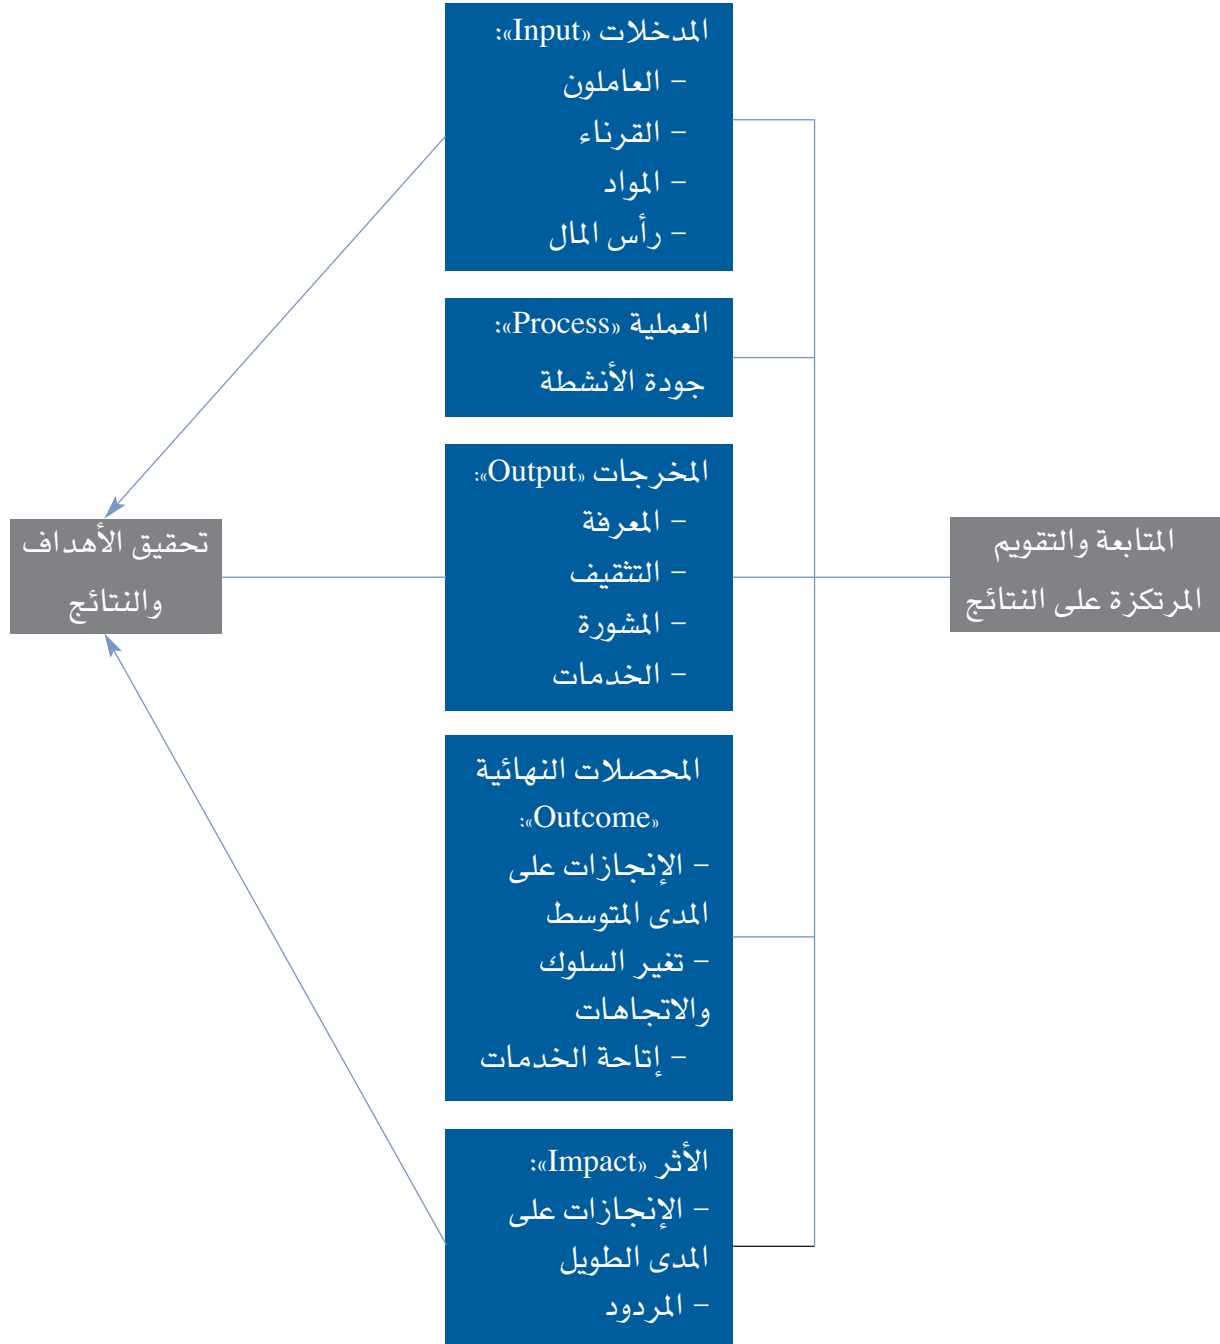 المدخلات «Input»:
- العاملون
- القرناء
- المواد
- رأس المال
العملية «Process»:
جودة الأنشطة
المخرجات «Output»:
- المعرفة
- التثقيف
- المشورة
- الخدمات
المحصلات النهائية
«Outcome»:
- الإنجازات على
المدى المتوسط
- تغير السلوك
والاتجاهات
- إتاحة الخدمات
الأثر «Impact»:
- الإنجازات على
المدى الطويل
- المردود
المتابعة والتقويم
المرتكزة على النتائج
تحقيق الأهداف
والنتائج